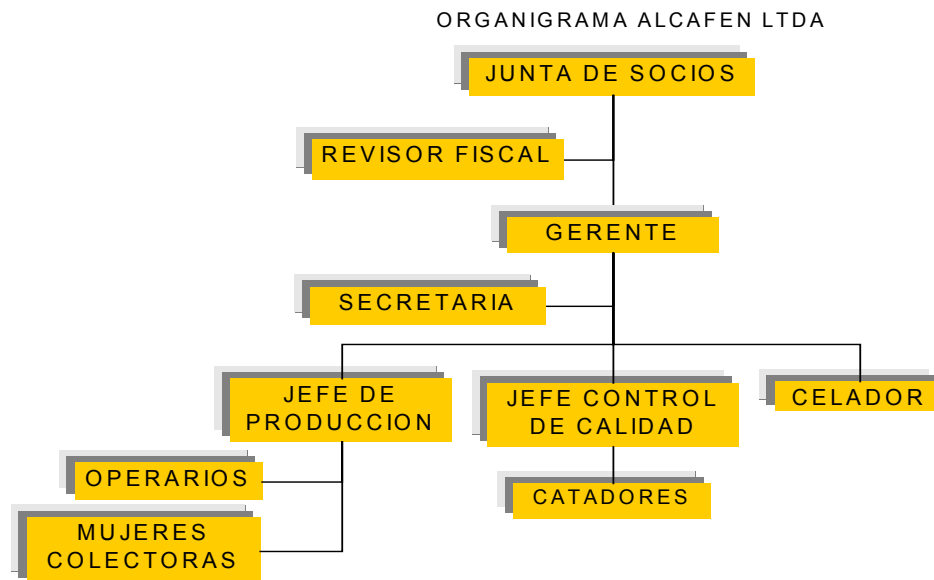 ORGANIGRAMA ALCAFEN LTDA
JUNTA DE SOCIOS
REVISOR FISCAL
GERENTE
SECRETARIA
JEFE DE
PRODUCCION
JEFE CONTROL
DE CALIDAD
CELADOR
OPERARIOS
CATADORES
MUJERES
COLECTORAS